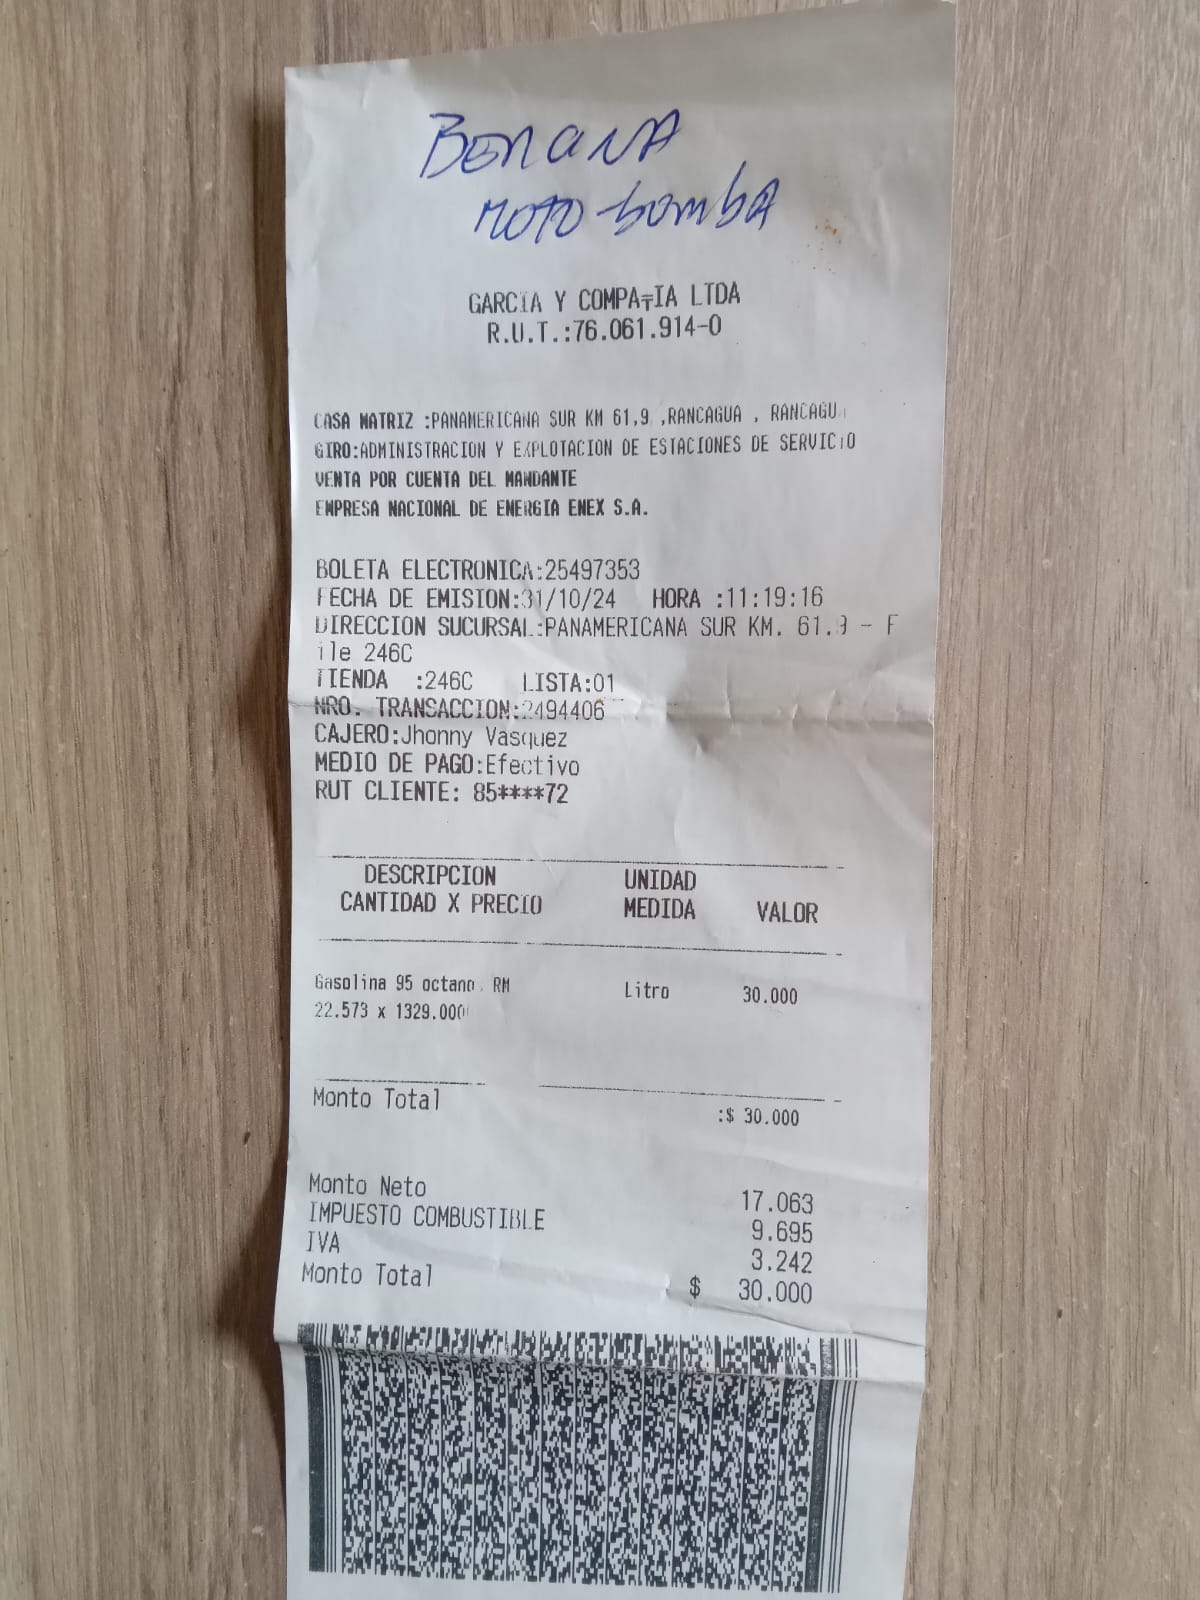 BenanA
moto bombA
GARCIA Y COMPA╤IA LTDA
R.U.T.:76.061.914-0
CASA MATRIZ :PANAMERICANA SUR KM 61,9 ,RANCAGUA , RANCAGU
GIRO:ADMINISTRACION Y EXPLOTACION DE ESTACIONES DE SERVICIO
VENTA POR CUENTA DEL MANDANTE
EMPRESA NACIONAL DE ENERGIA ENEX S.A.
BOLETA ELECTRONICA:25497353
FECHA DE EMISION:31/10/24 HORA :11:19:16
DIRECCION SUCURSAL:PANAMERICANA SUR KM. 61.9 - F
ile 246C
TIENDA :246C LISTA:01
NRO. TRANSACCION:2494406
CAJERO:Jhonny Vasquez
MEDIO DE PAGO:Efectivo
RUT CLIENTE: 85****72
DESCRIPCION UNIDAD
CANTIDAD X PRECIO MEDIDA VALOR
Gasolina 95 octano. RM Litro 30.000
22.573 x 1329.000
Monto Total :$ 30.000
Monto Neto 17.063
IMPUESTO COMBUSTIBLE 9.695
IVA 3.242
Monto Total $ 30.000